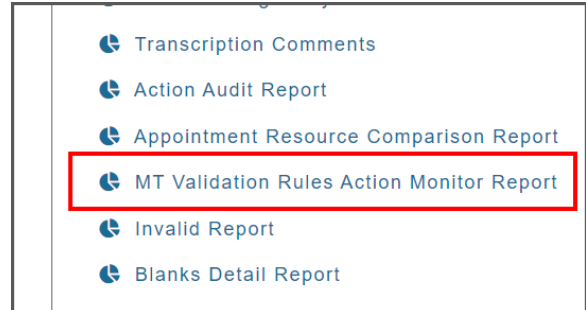 Transcription Comments
Action Audit Report
Appointment Resource Comparison Report
MT Validation Rules Action Monitor Report
Invalid Report
Blanks Detail Report